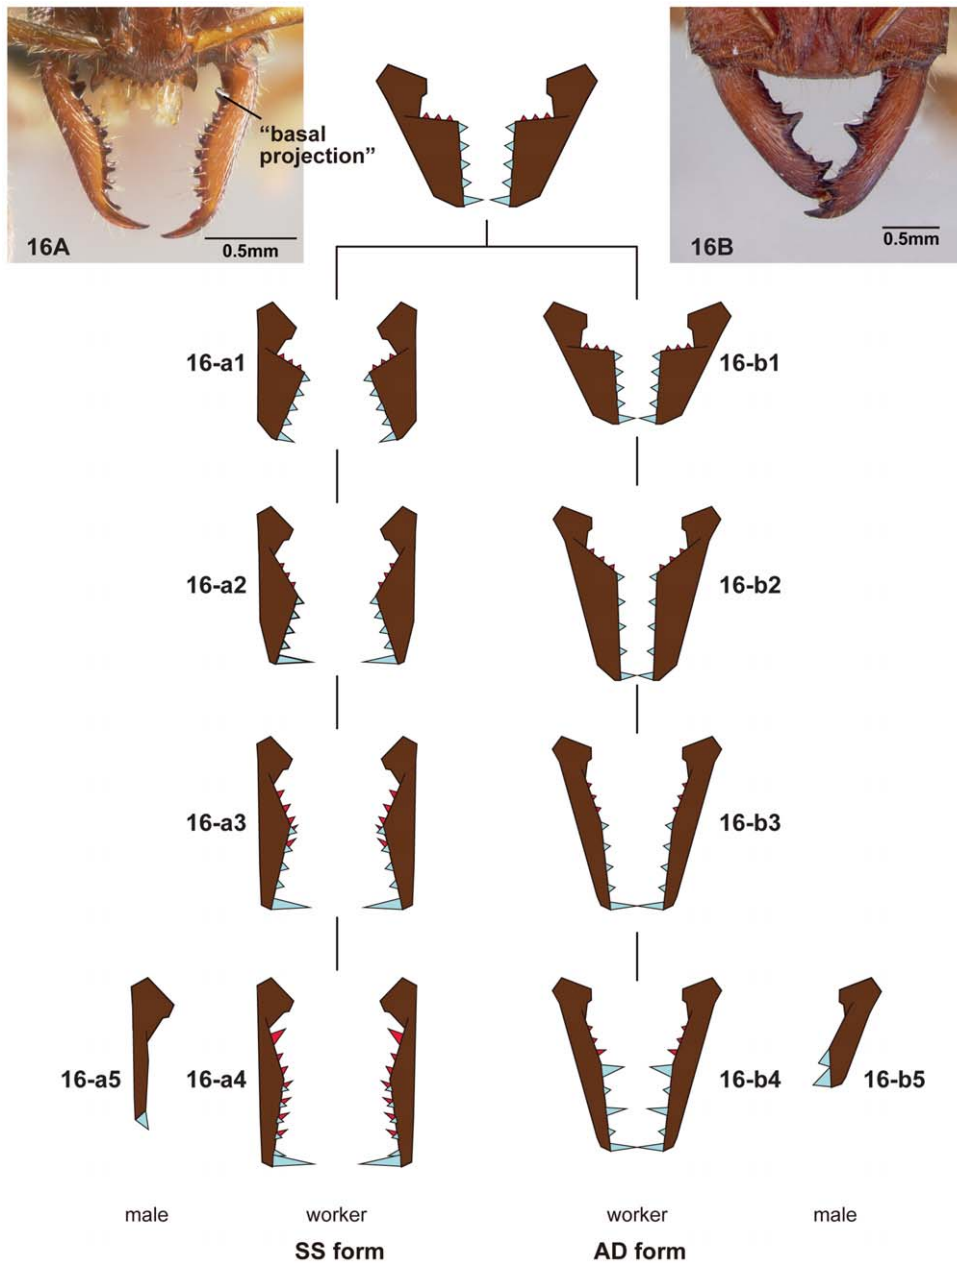 “basal
projection”
16A
0.5mm
16B
0.5mm
16-a1
16-b1
16-a2
16-b2
16-a3
16-b3
16-a5
16-a4
16-b4
16-b5
male
worker
worker
male
SS form
AD form